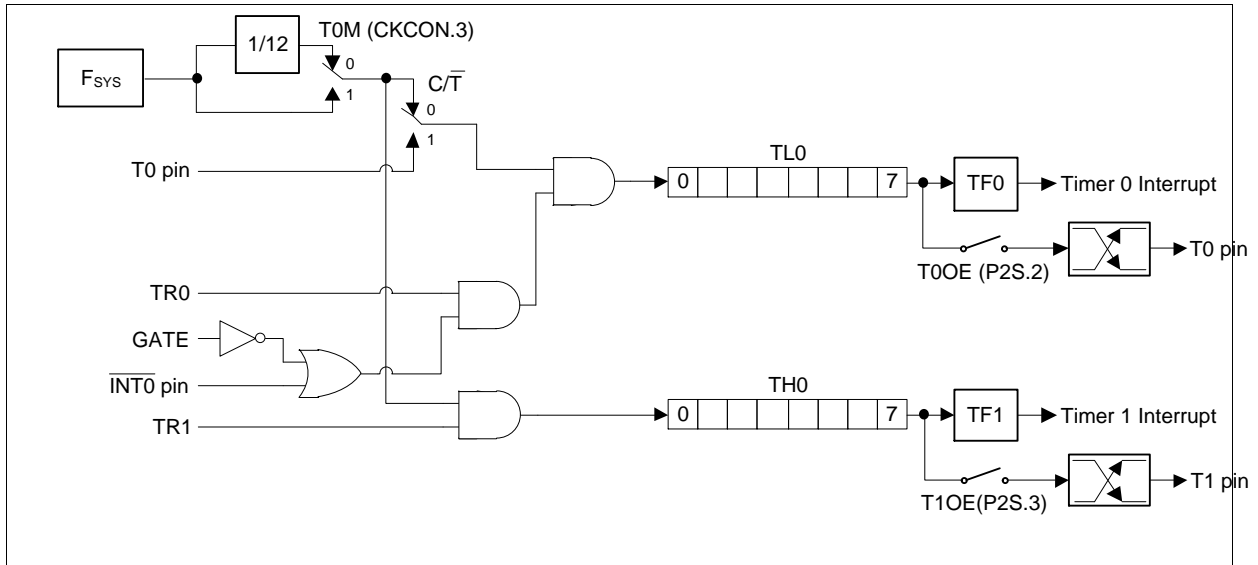 T0M (CKCON.3)
1/12
FSYS
0
1
C/T̅
0
1
T0 pin
TL0
0 7
TF0
Timer 0 Interrupt
T0 pin
T0OE (P2S.2)
TR0
GATE
I̅N̅T̅0̅ pin
TR1
TH0
0 7
TF1
Timer 1 Interrupt
T1 pin
T1OE(P2S.3)